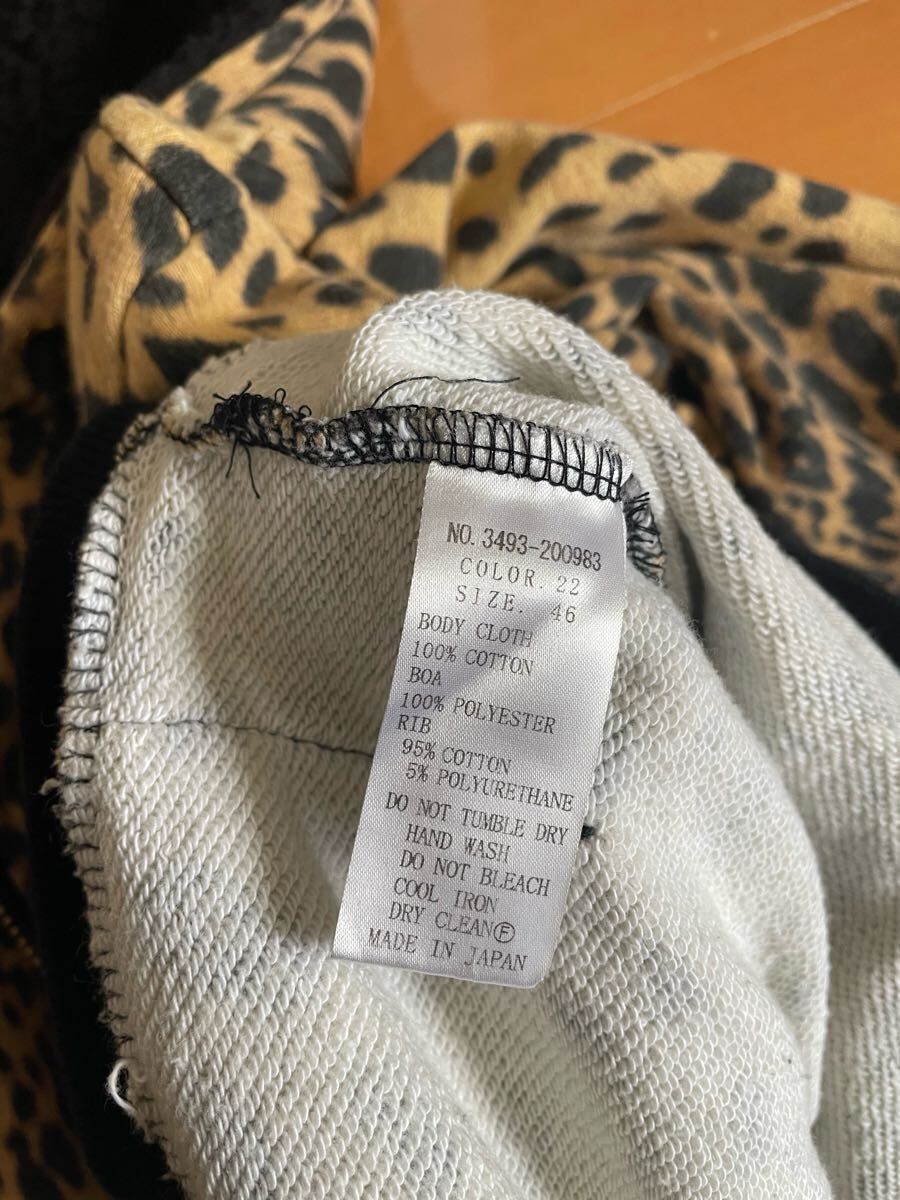 NO. 3493-200983
COLOR. 22
SIZE. 46
BODY CLOTH
100% COTTON
BOA
100% POLYESTER
RIB
95% COTTON
5% POLYURETHANE
DO NOT TUMBLE DRY
HAND WASH
DO NOT BLEACH
COOL IRON
DRY CLEANⒻ
MADE IN JAPAN